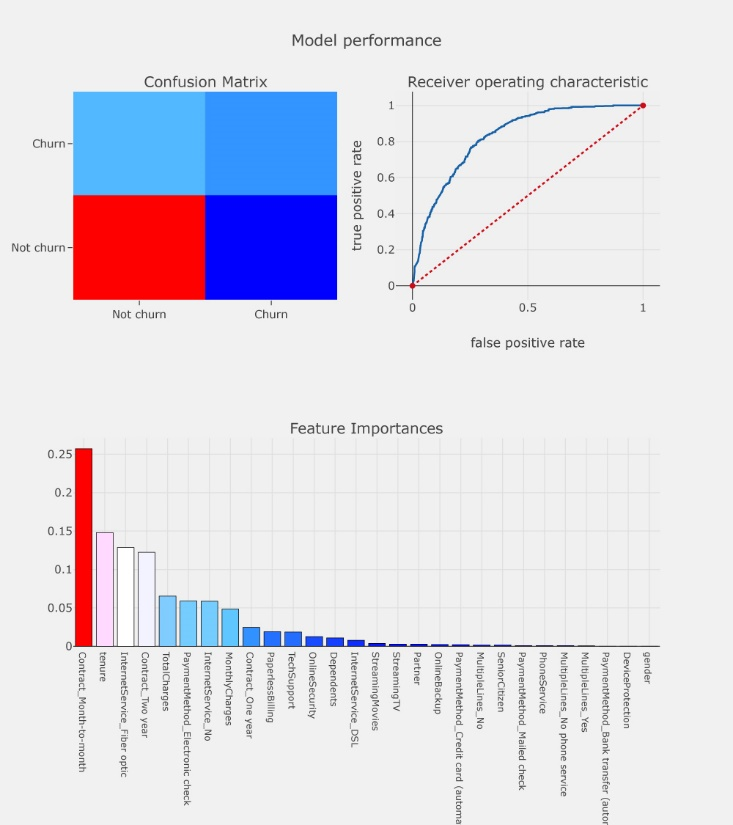 Model performance
Confusion Matrix
Churn
Not churn
Not churn
Churn
Receiver operating characteristic
true positive rate
1
0.8
0.6
0.4
0.2
0
0
0.5
1
false positive rate
Feature Importances
0.25
0.2
0.15
0.1
0.05
0
Contract_Month-to-month
tenure
InternetService_Fiber optic
Contract_Two year
TotalCharges
PaymentMethod_Electronic check
InternetService_No
MonthlyCharges
Contract_One year
PaperlessBilling
TechSupport
OnlineSecurity
Dependents
InternetService_DSL
StreamingMovies
StreamingTV
Partner
OnlineBackup
PaymentMethod_Credit card (automa
MultipleLines_No
SeniorCitizen
PaymentMethod_Mailed check
PhoneService
MultipleLines_No phone service
MultipleLines_Yes
PaymentMethod_Bank transfer (autor
DeviceProtection
gender